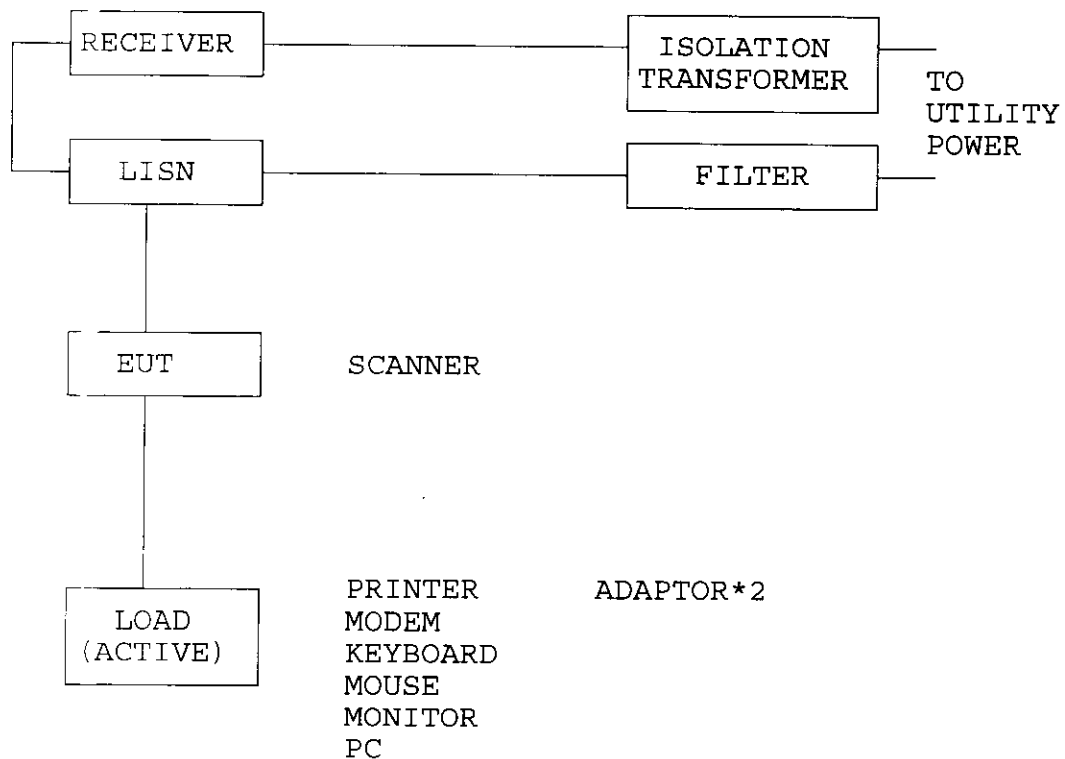 RECEIVER
ISOLATION
TRANSFORMER
TO
UTILITY
POWER
LISN
FILTER
EUT
SCANNER
LOAD
(ACTIVE)
PRINTER
ADAPTOR*2
MODEM
KEYBOARD
MOUSE
MONITOR
PC